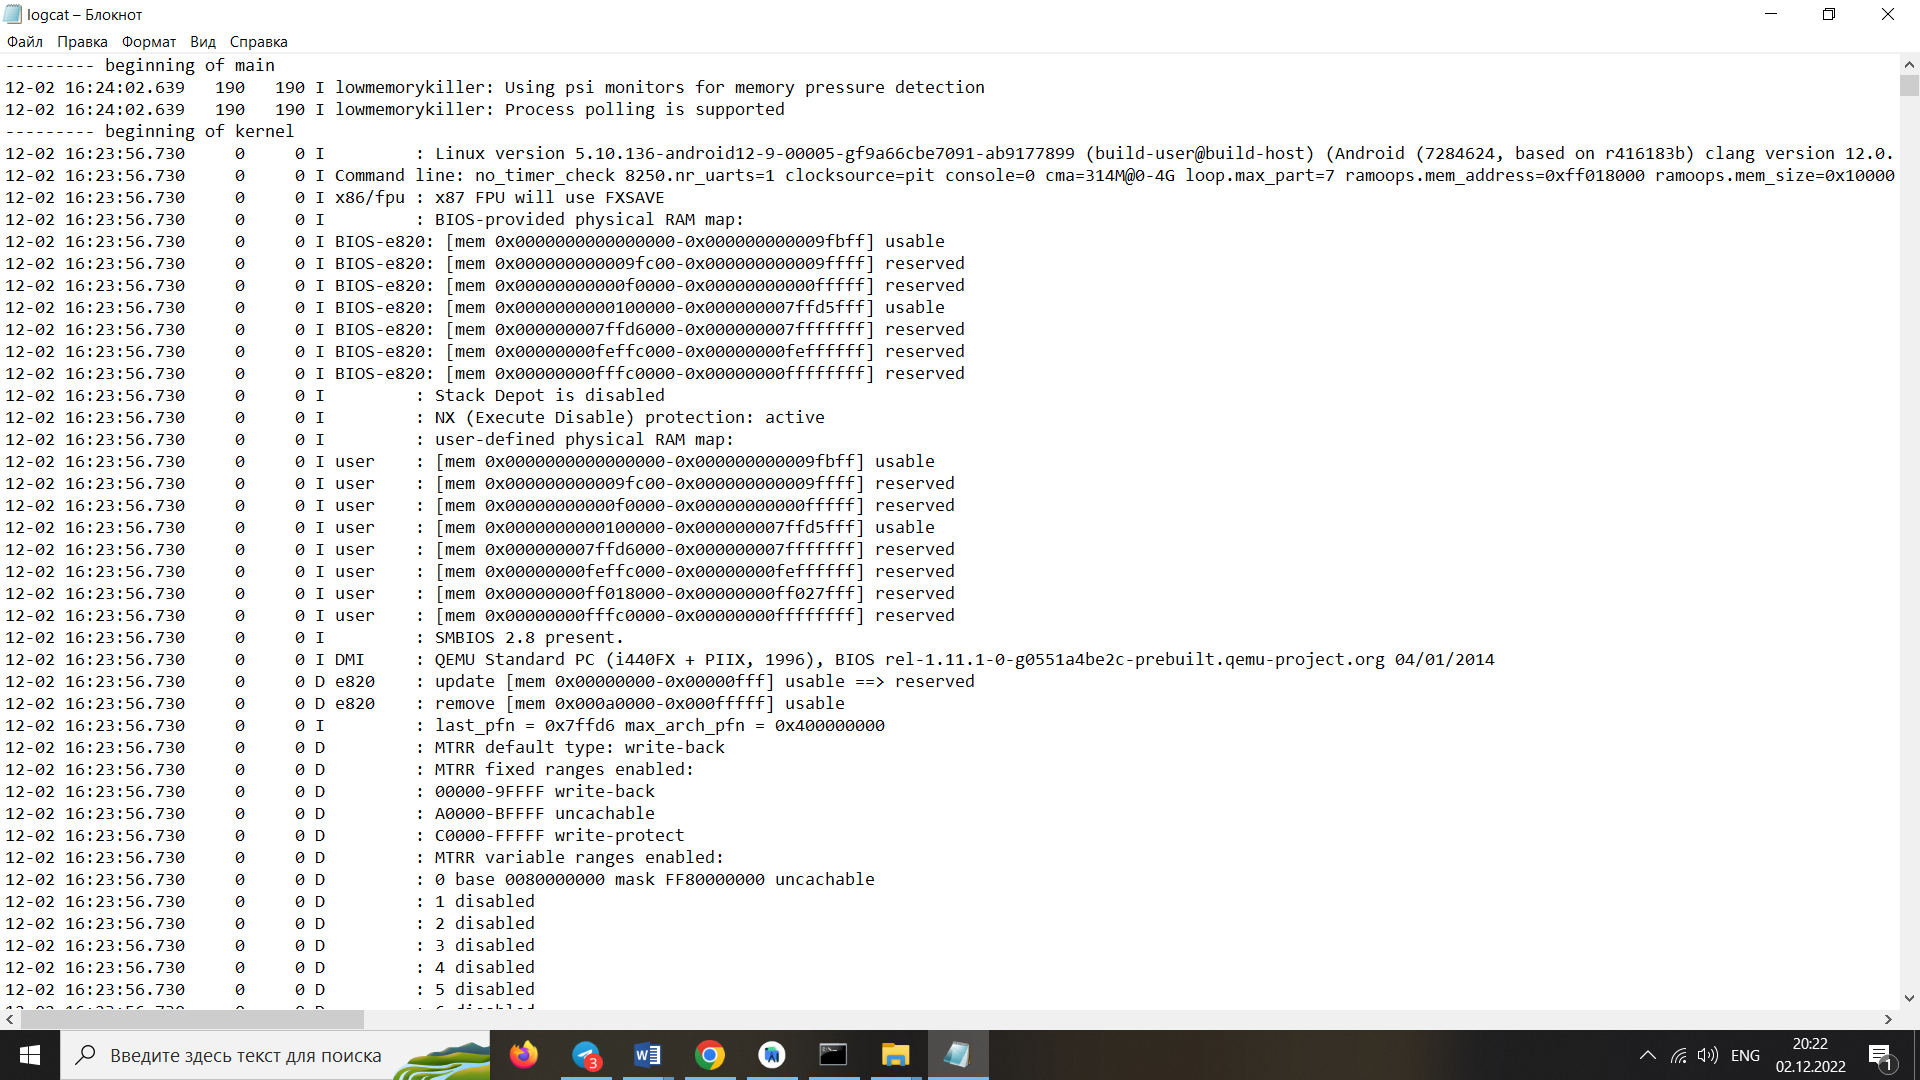 logcat – Блокнот
Файл Правка Формат Вид Справка
--------- beginning of main
12-02 16:24:02.639   190   190 I lowmemorykiller: Using psi monitors for memory pressure detection
12-02 16:24:02.639   190   190 I lowmemorykiller: Process polling is supported
--------- beginning of kernel
12-02 16:23:56.730     0     0 I         : Linux version 5.10.136-android12-9-00005-gf9a66cbe7091-ab9177899 (build-user@build-host) (Android (7284624, based on r416183b) clang version 12.0.
12-02 16:23:56.730     0     0 I Command line: no_timer_check 8250.nr_uarts=1 clocksource=pit console=0 cma=314M@0-4G loop.max_part=7 ramoops.mem_address=0xff018000 ramoops.mem_size=0x10000
12-02 16:23:56.730     0     0 I x86/fpu : x87 FPU will use FXSAVE
12-02 16:23:56.730     0     0 I         : BIOS-provided physical RAM map:
12-02 16:23:56.730     0     0 I BIOS-e820: [mem 0x0000000000000000-0x000000000009fbff] usable
12-02 16:23:56.730     0     0 I BIOS-e820: [mem 0x000000000009fc00-0x000000000009ffff] reserved
12-02 16:23:56.730     0     0 I BIOS-e820: [mem 0x00000000000f0000-0x00000000000fffff] reserved
12-02 16:23:56.730     0     0 I BIOS-e820: [mem 0x0000000000100000-0x000000007ffd5fff] usable
12-02 16:23:56.730     0     0 I BIOS-e820: [mem 0x000000007ffd6000-0x000000007fffffff] reserved
12-02 16:23:56.730     0     0 I BIOS-e820: [mem 0x00000000feffc000-0x00000000feffffff] reserved
12-02 16:23:56.730     0     0 I BIOS-e820: [mem 0x00000000fffc0000-0x00000000ffffffff] reserved
12-02 16:23:56.730     0     0 I         : Stack Depot is disabled
12-02 16:23:56.730     0     0 I         : NX (Execute Disable) protection: active
12-02 16:23:56.730     0     0 I         : user-defined physical RAM map:
12-02 16:23:56.730     0     0 I user    : [mem 0x0000000000000000-0x000000000009fbff] usable
12-02 16:23:56.730     0     0 I user    : [mem 0x000000000009fc00-0x000000000009ffff] reserved
12-02 16:23:56.730     0     0 I user    : [mem 0x00000000000f0000-0x00000000000fffff] reserved
12-02 16:23:56.730     0     0 I user    : [mem 0x0000000000100000-0x000000007ffd5fff] usable
12-02 16:23:56.730     0     0 I user    : [mem 0x000000007ffd6000-0x000000007fffffff] reserved
12-02 16:23:56.730     0     0 I user    : [mem 0x00000000feffc000-0x00000000feffffff] reserved
12-02 16:23:56.730     0     0 I user    : [mem 0x00000000ff018000-0x00000000ff027fff] reserved
12-02 16:23:56.730     0     0 I user    : [mem 0x00000000fffc0000-0x00000000ffffffff] reserved
12-02 16:23:56.730     0     0 I         : SMBIOS 2.8 present.
12-02 16:23:56.730     0     0 I DMI     : QEMU Standard PC (i440FX + PIIX, 1996), BIOS rel-1.11.1-0-g0551a4be2c-prebuilt.qemu-project.org 04/01/2014
12-02 16:23:56.730     0     0 D e820    : update [mem 0x00000000-0x00000fff] usable ==> reserved
12-02 16:23:56.730     0     0 D e820    : remove [mem 0x000a0000-0x000fffff] usable
12-02 16:23:56.730     0     0 I         : last_pfn = 0x7ffd6 max_arch_pfn = 0x400000000
12-02 16:23:56.730     0     0 D         : MTRR default type: write-back
12-02 16:23:56.730     0     0 D         : MTRR fixed ranges enabled:
12-02 16:23:56.730     0     0 D         : 00000-9FFFF write-back
12-02 16:23:56.730     0     0 D         : A0000-BFFFF uncachable
12-02 16:23:56.730     0     0 D         : C0000-FFFFF write-protect
12-02 16:23:56.730     0     0 D         : MTRR variable ranges enabled:
12-02 16:23:56.730     0     0 D         : 0 base 0080000000 mask FF80000000 uncachable
12-02 16:23:56.730     0     0 D         : 1 disabled
12-02 16:23:56.730     0     0 D         : 2 disabled
12-02 16:23:56.730     0     0 D         : 3 disabled
12-02 16:23:56.730     0     0 D         : 4 disabled
12-02 16:23:56.730     0     0 D         : 5 disabled
Введите здесь текст для поиска
3
ENG
20:22
02.12.2022
1